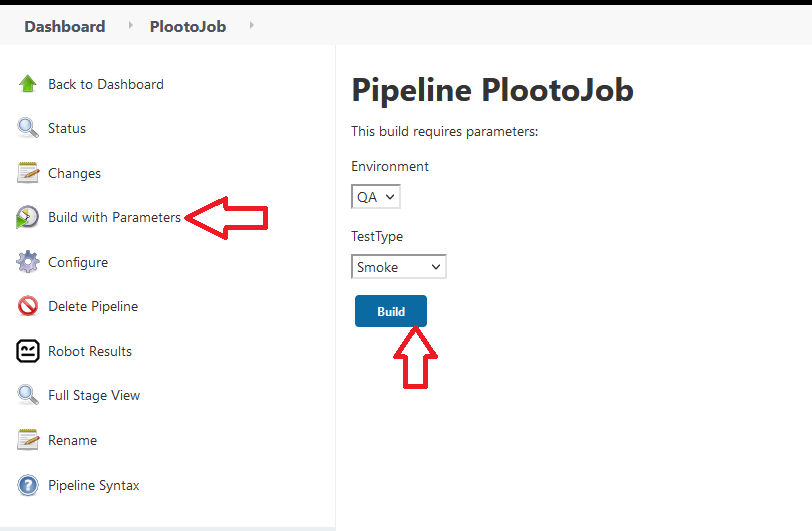 Dashboard PlootoJob
Back to Dashboard
Status
Changes
Build with Parameters
Configure
Delete Pipeline
Robot Results
Full Stage View
Rename
Pipeline Syntax
Pipeline PlootoJob
This build requires parameters:
Environment
QA
TestType
Smoke
Build